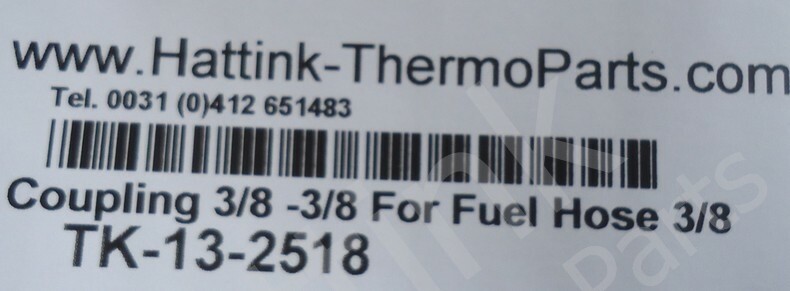 www.Hattink-ThermoParts.com
Tel. 0031 (0)412 651483
Coupling 3/8 -3/8 For Fuel Hose 3/8
TK-13-2518
Parts